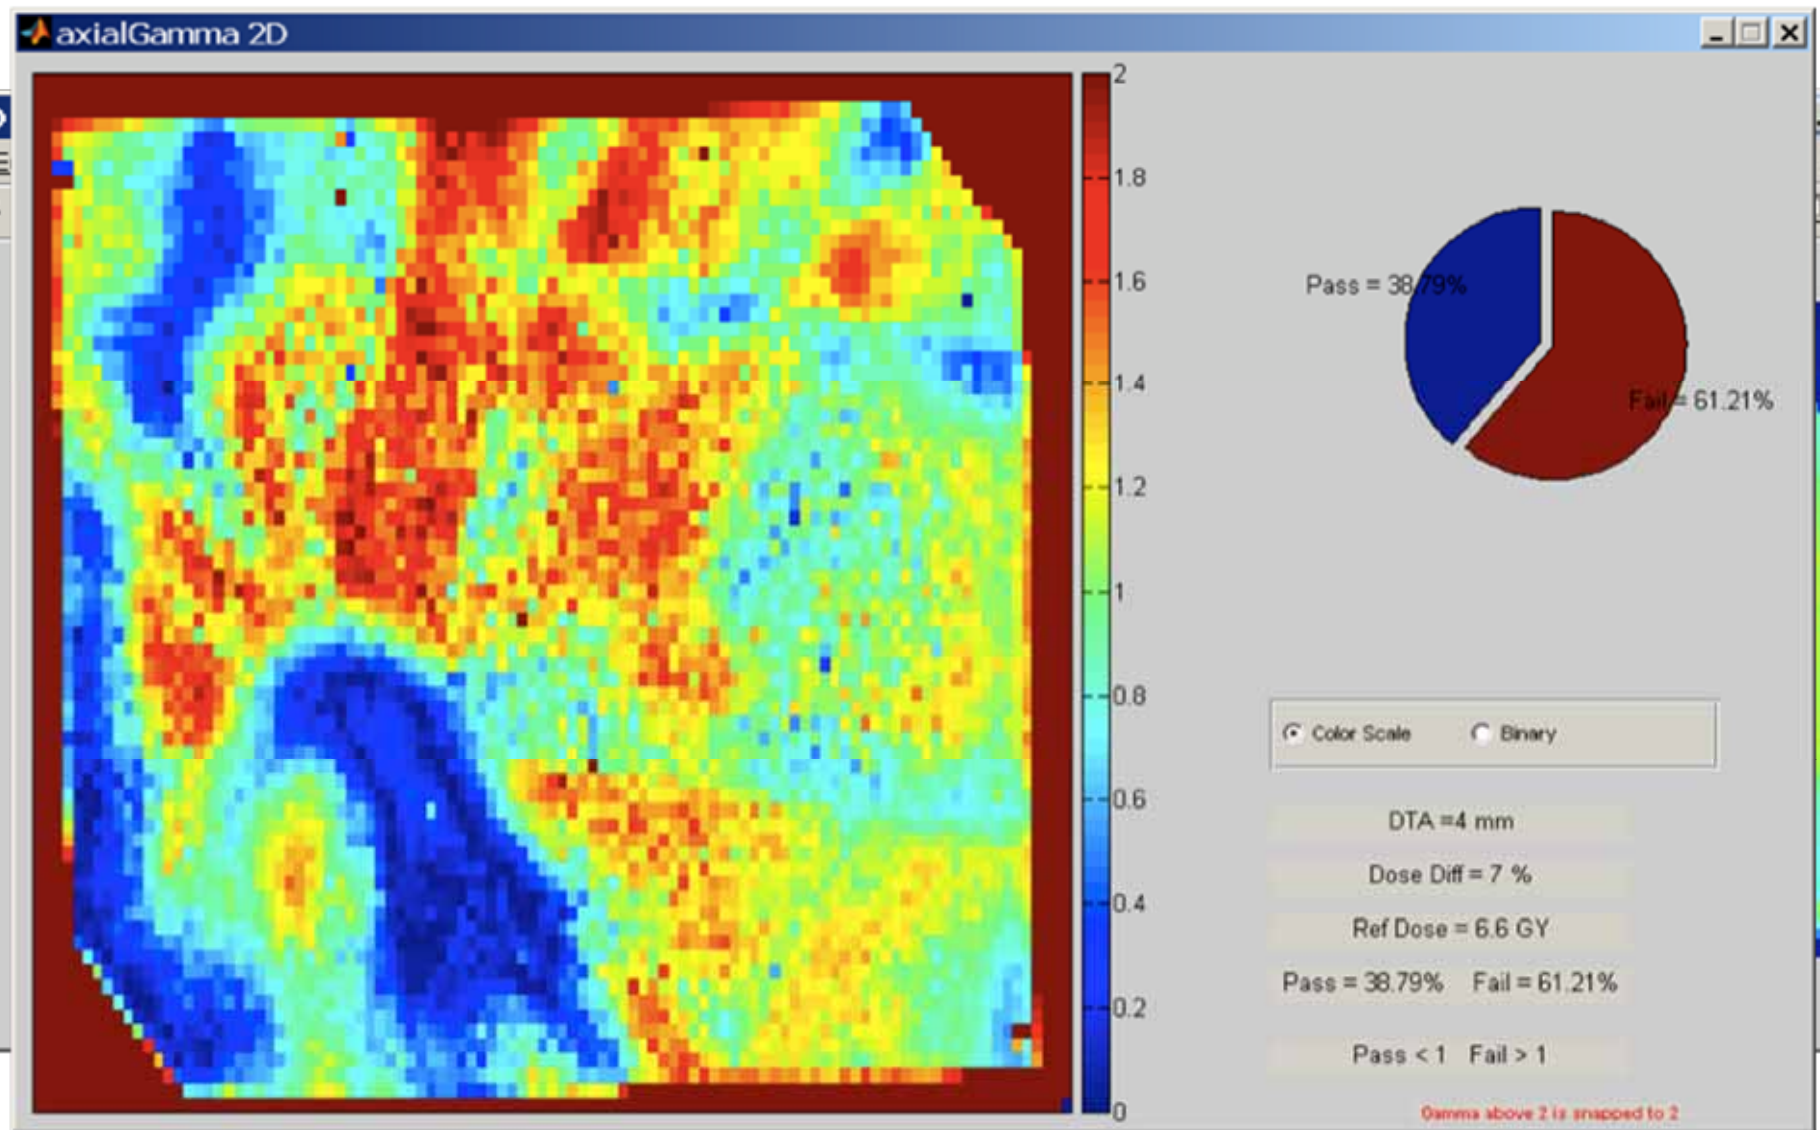 axialGamma 2D
2
1.8
1.6
1.4
1.2
1
0.8
0.6
0.4
0.2
0
Pass = 38.79%
Fail = 61.21%
Color Scale Binary
DTA =4 mm
Dose Diff = 7 %
Ref Dose = 6.6 GY
Pass = 38.79% Fail = 61.21%
Pass < 1 Fail > 1
Gamma above 2 is snapped to 2